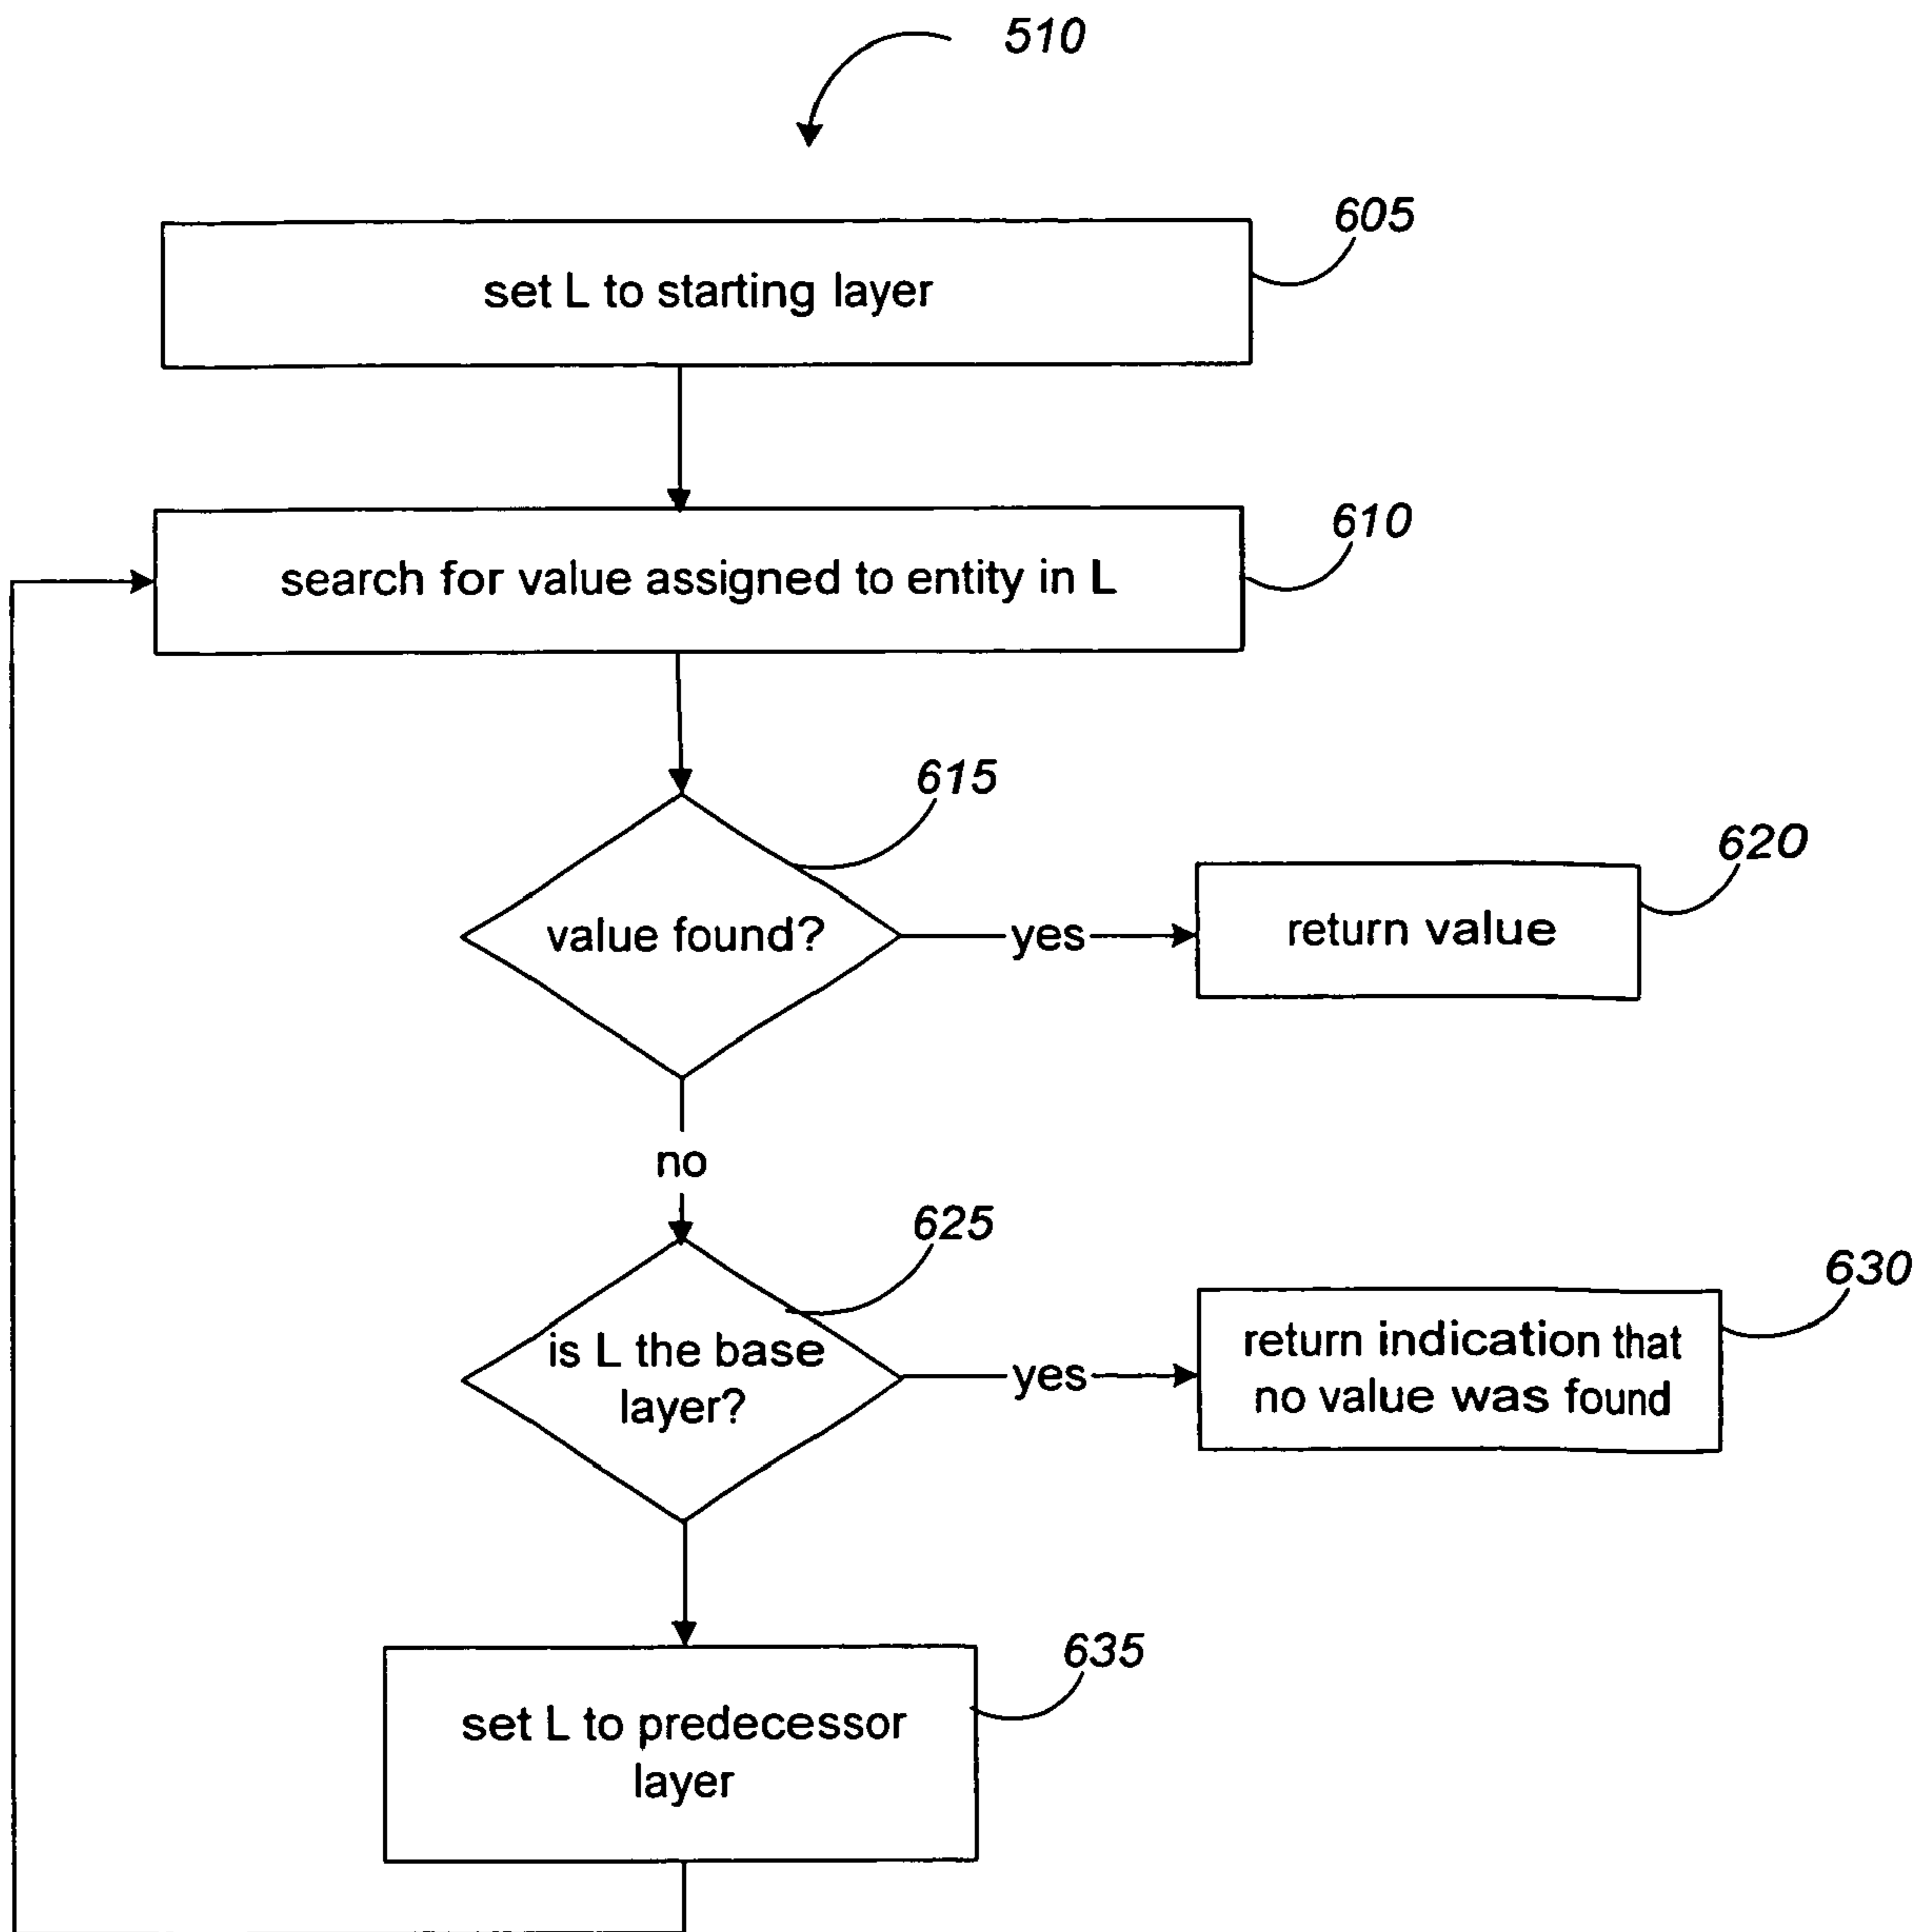 510
605
set L to starting layer
610
search for value assigned to entity in L
615
value found?
yes
620
return value
no
625
is L the base
layer?
yes
630
return indication that
no value was found
635
set L to predecessor
layer